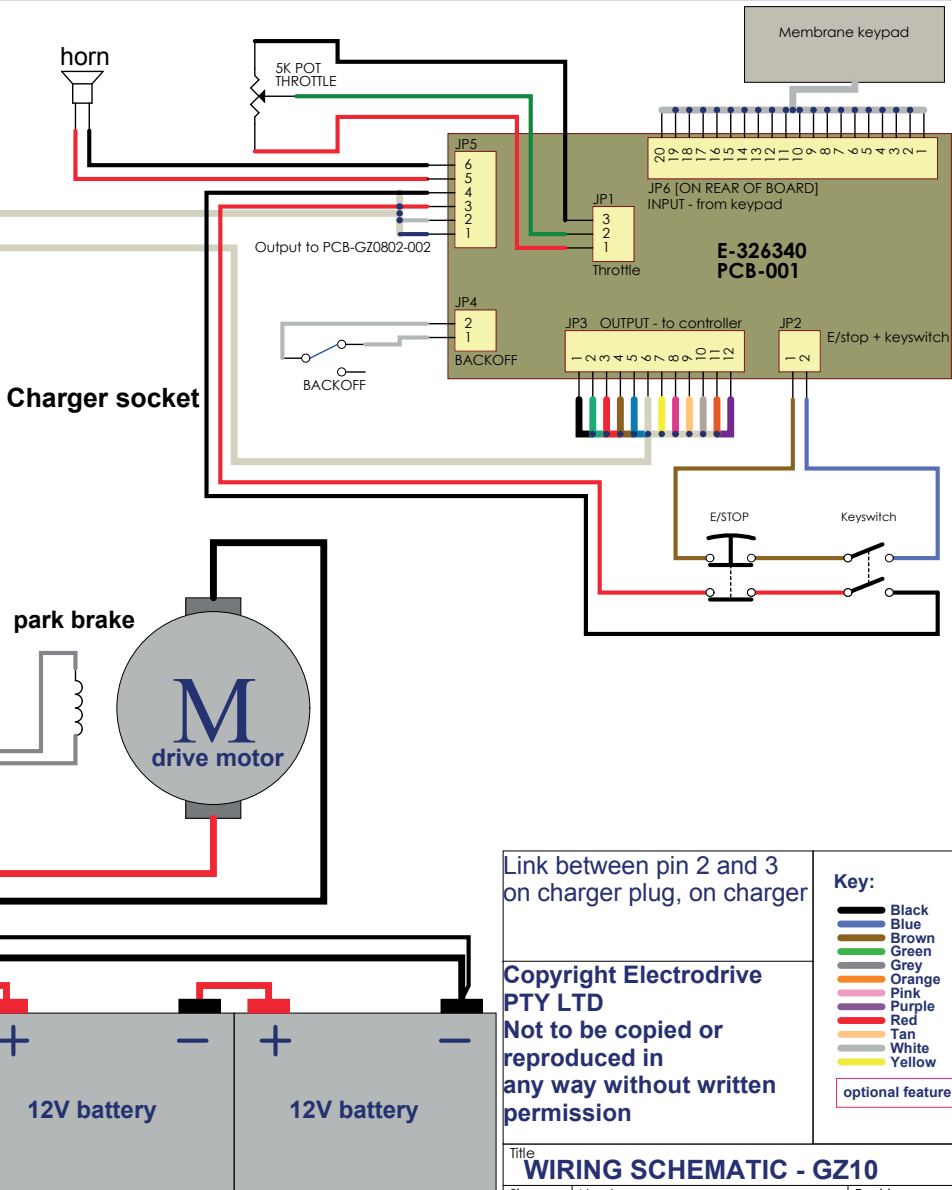 Membrane keypad
horn
5K POT
THROTTLE
JP5
6
5
4
3
2
1
20 19 18 17 16 15 14 13 12 11 10 9 8 7 6 5 4 3 2 1
JP6 [ON REAR OF BOARD]
INPUT - from keypad
JP1
3
2
1
Throttle
Output to PCB-GZ0802-002
E-326340
PCB-001
JP4
2
1
BACKOFF
BACKOFF
JP3 OUTPUT - to controller
1 2 3 4 5 6 7 8 9 10 11 12
JP2
1 2
E/stop + keyswitch
Charger socket
E/STOP
Keyswitch
park brake
M
drive motor
Link between pin 2 and 3
on charger plug, on charger
Key:
Black
Blue
Brown
Green
Grey
Orange
Pink
Purple
Red
Tan
White
Yellow
optional feature
Copyright Electrodrive
PTY LTD
Not to be copied or
reproduced in
any way without written
permission
+ − + −
12V battery
12V battery
Title
WIRING SCHEMATIC - GZ10